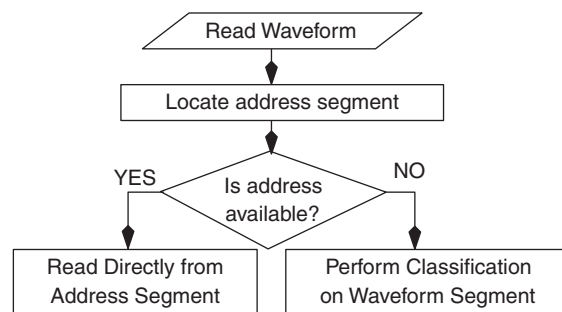 Read Waveform
Locate address segment
YES
NO
Is address
available?
Read Directly from
Address Segment
Perform Classification
on Waveform Segment